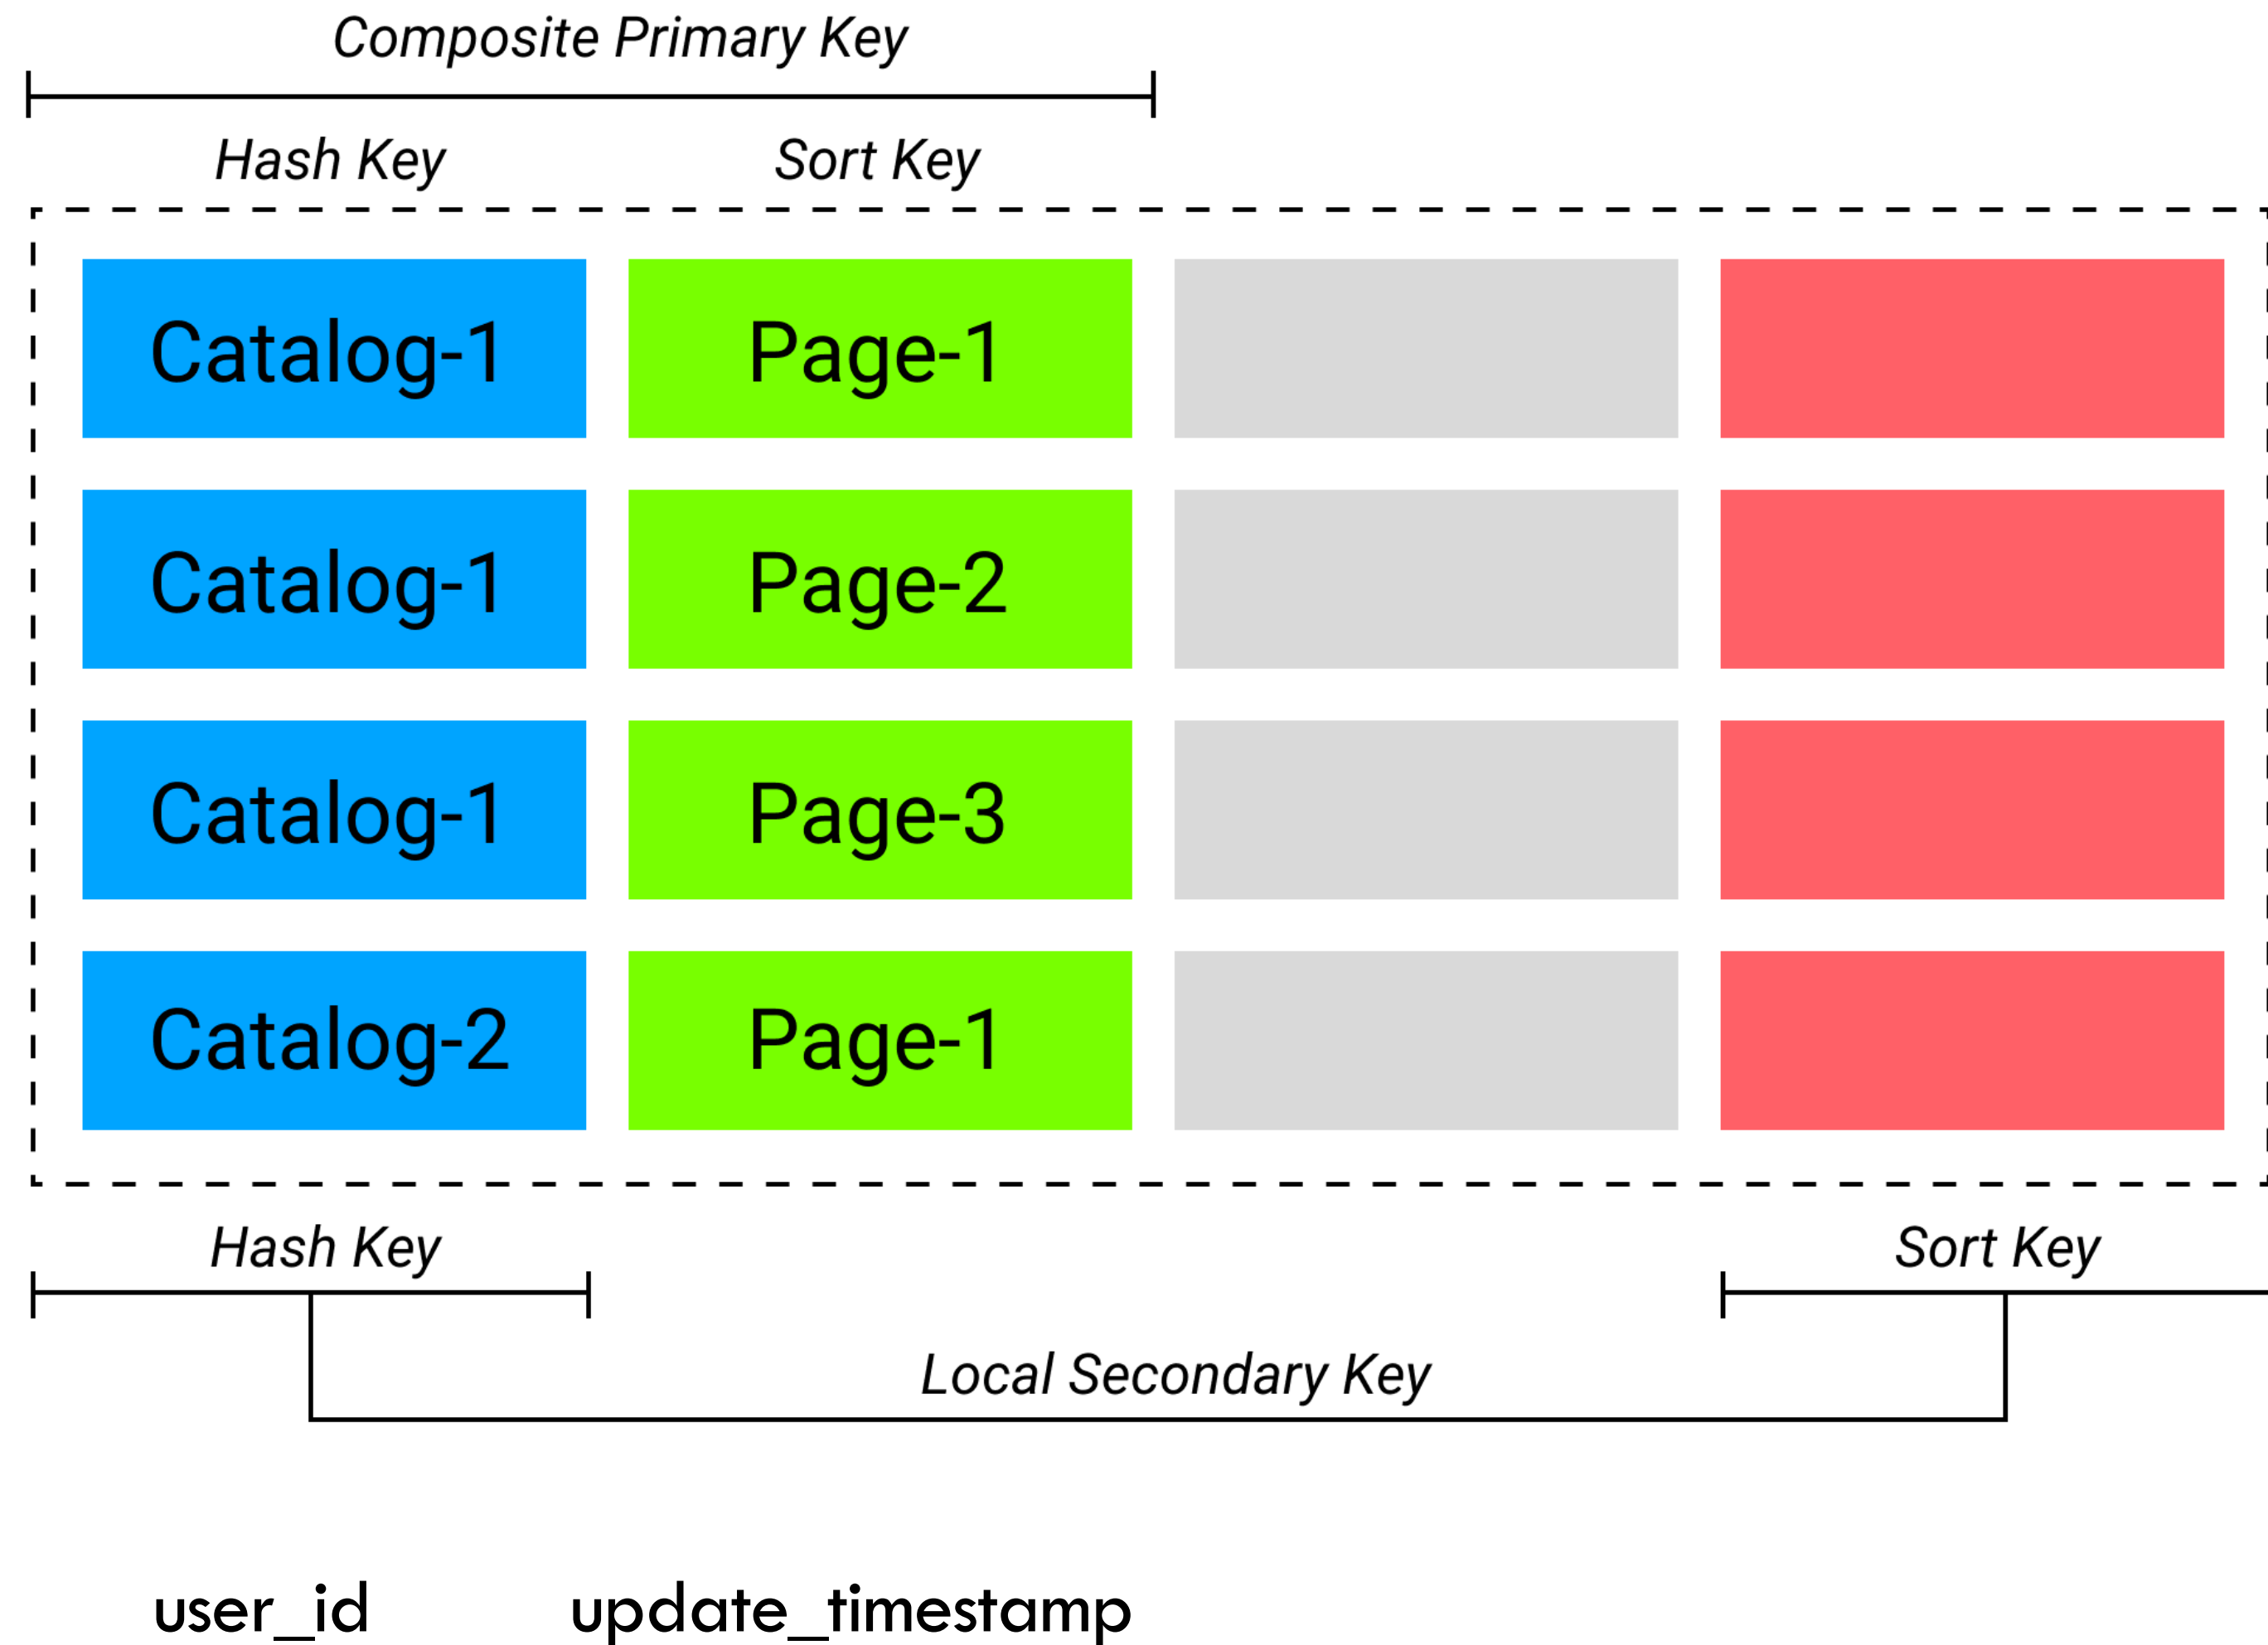 Composite Primary Key
Hash Key Sort Key
Catalog-1 Page-1
Catalog-1 Page-2
Catalog-1 Page-3
Catalog-2 Page-1
Hash Key Sort Key
Local Secondary Key
user_id update_timestamp